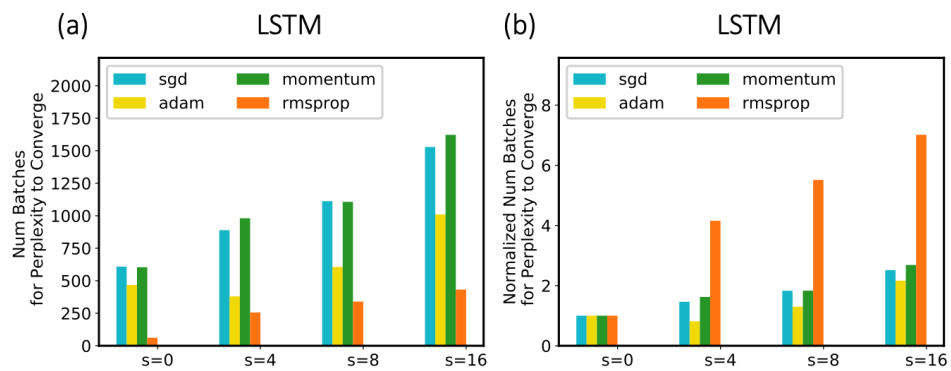 (a) LSTM
Num Batches
for Perplexity to Converge
2000
1750
1500
1250
1000
750
500
250
0
sgd momentum
adam rmsprop
s=0 s=4 s=8 s=16
(b) LSTM
Normalized Num Batches
for Perplexity to Converge
8
6
4
2
0
sgd momentum
adam rmsprop
s=0 s=4 s=8 s=16